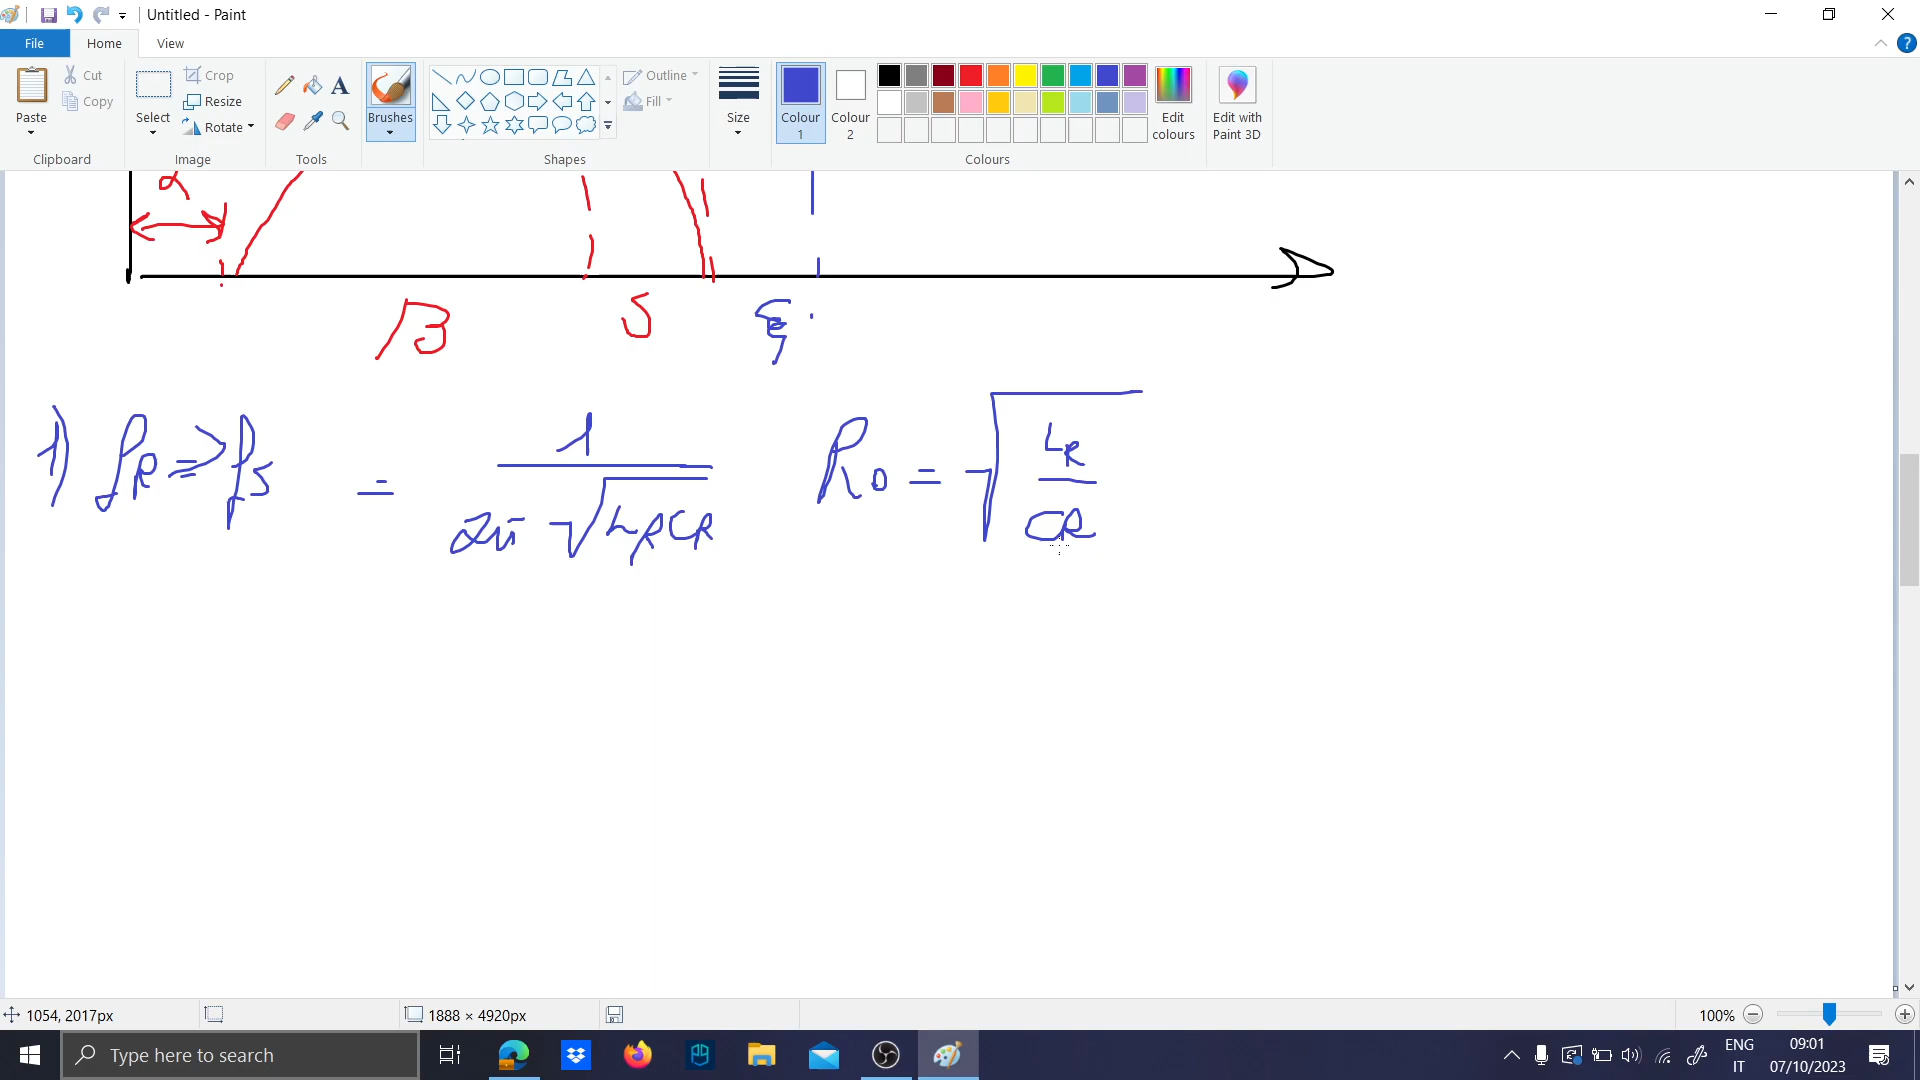 Untitled - Paint
File Home View
Paste Cut Copy Clipboard
Select Crop Resize Rotate Image
Tools
Brushes
Outline Fill Shapes
Size
Colour 1 Colour 2 Edit colours Colours
Edit with Paint 3D
α
β δ ξ
1) fR => fS = 1 / 2π √LRCR R0 = √LR / CR
1054, 2017px 1888 × 4920px 100%
Type here to search ENG IT 09:01 07/10/2023